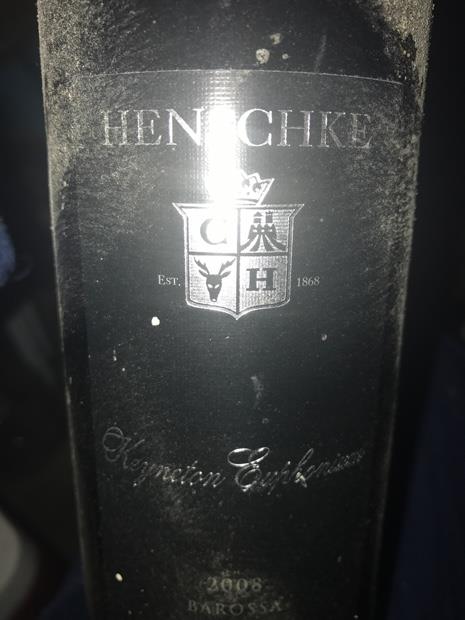 HENSCHKE
C
H
EST. 1868
Keyneton Euphonium
2008
BAROSSA